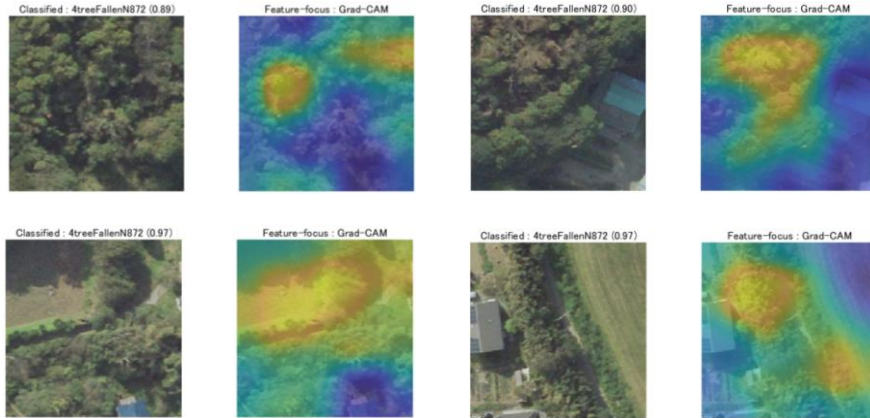 Classified : 4treeFallenN872 (0.89)
Feature-focus : Grad-CAM
Classified : 4treeFallenN872 (0.90)
Feature-focus : Grad-CAM
Classified : 4treeFallenN872 (0.97)
Feature-focus : Grad-CAM
Classified : 4treeFallenN872 (0.97)
Feature-focus : Grad-CAM